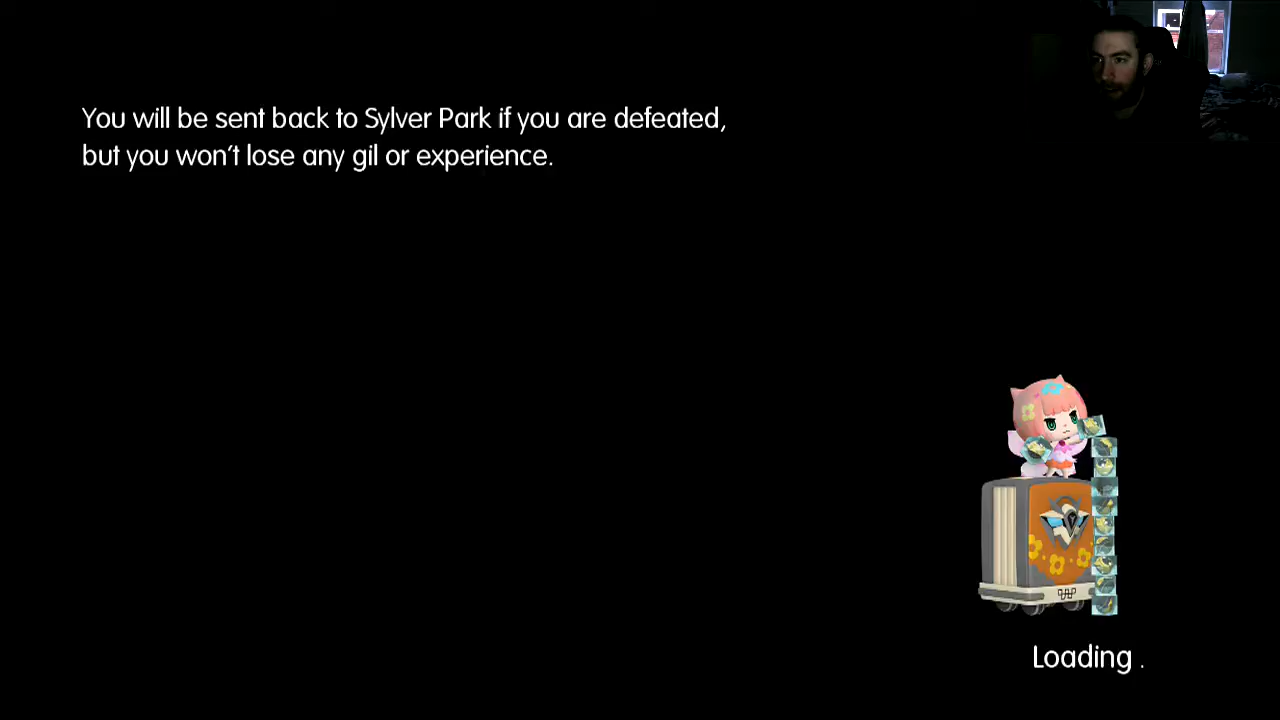 You will be sent back to Sylver Park if you are defeated,
but you won't lose any gil or experience.
Loading .